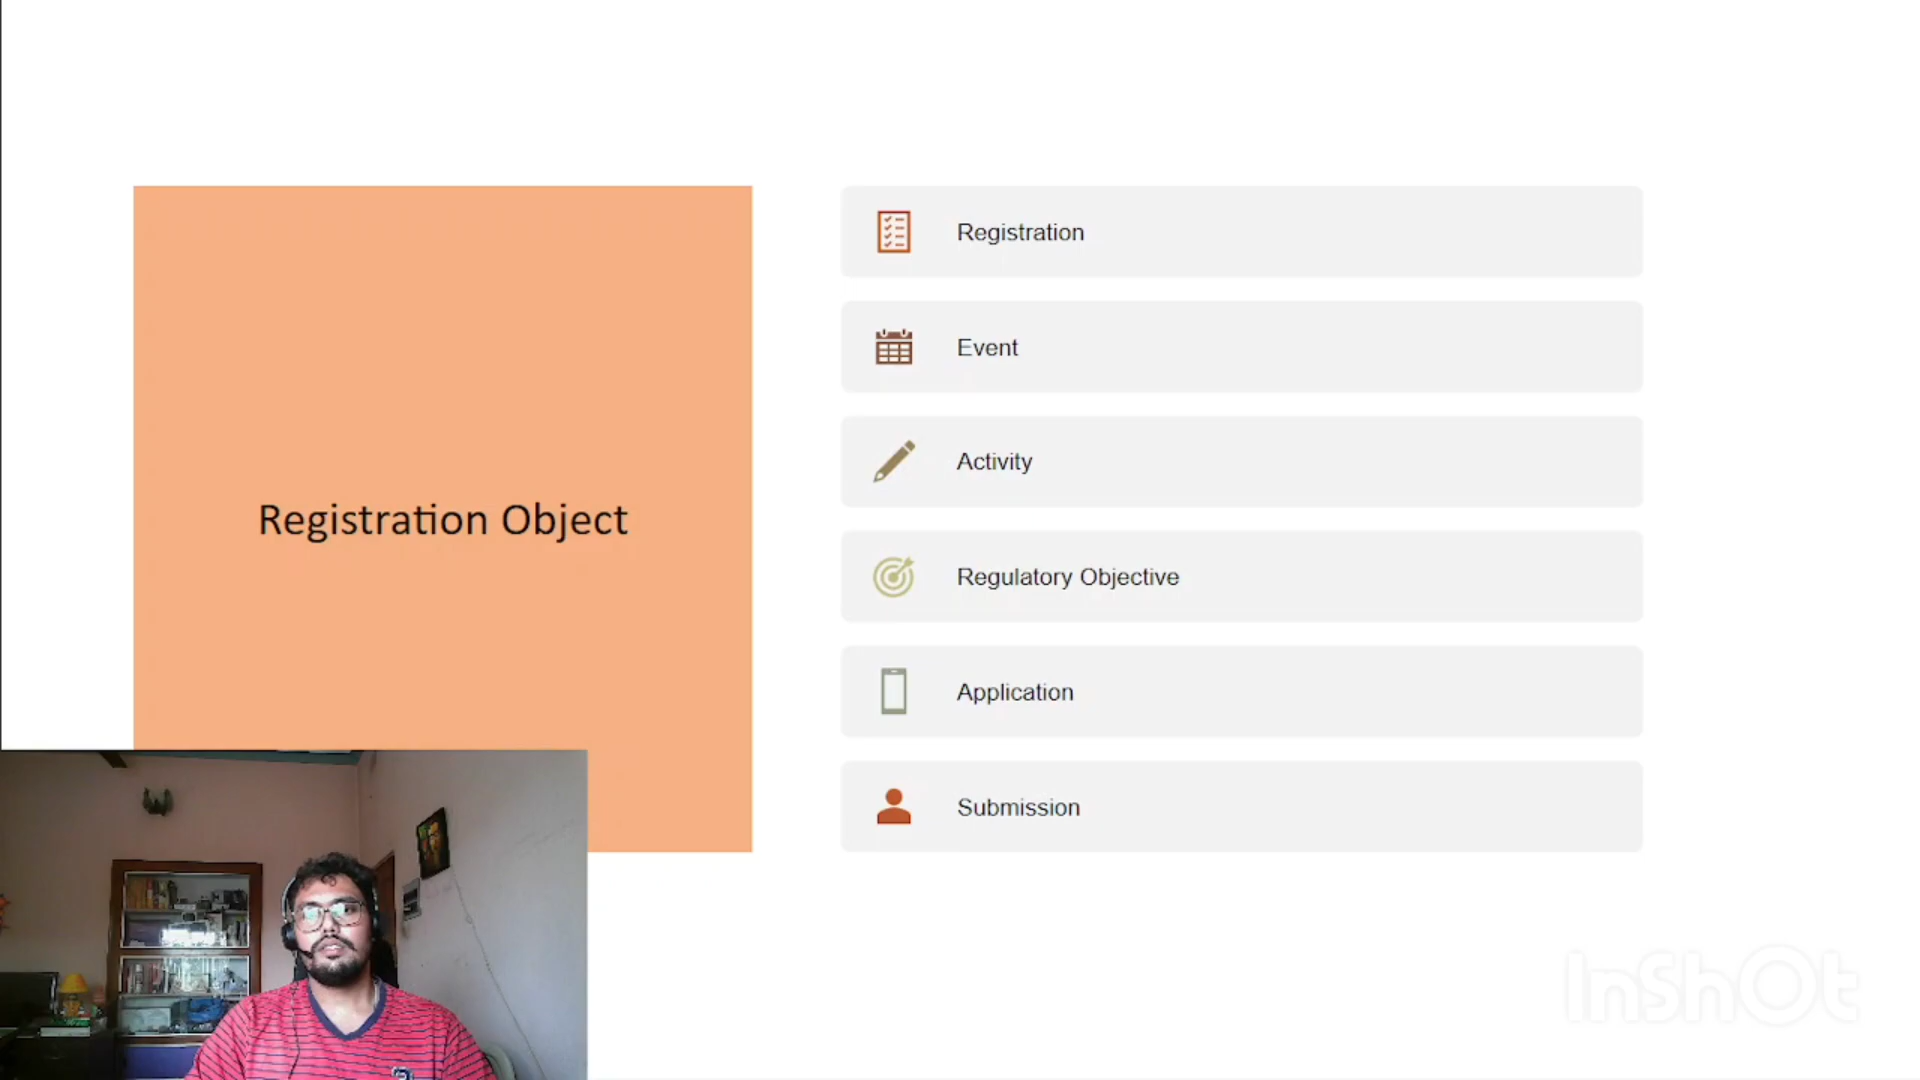 Registration Object
Registration
Event
Activity
Regulatory Objective
Application
Submission
InShOt